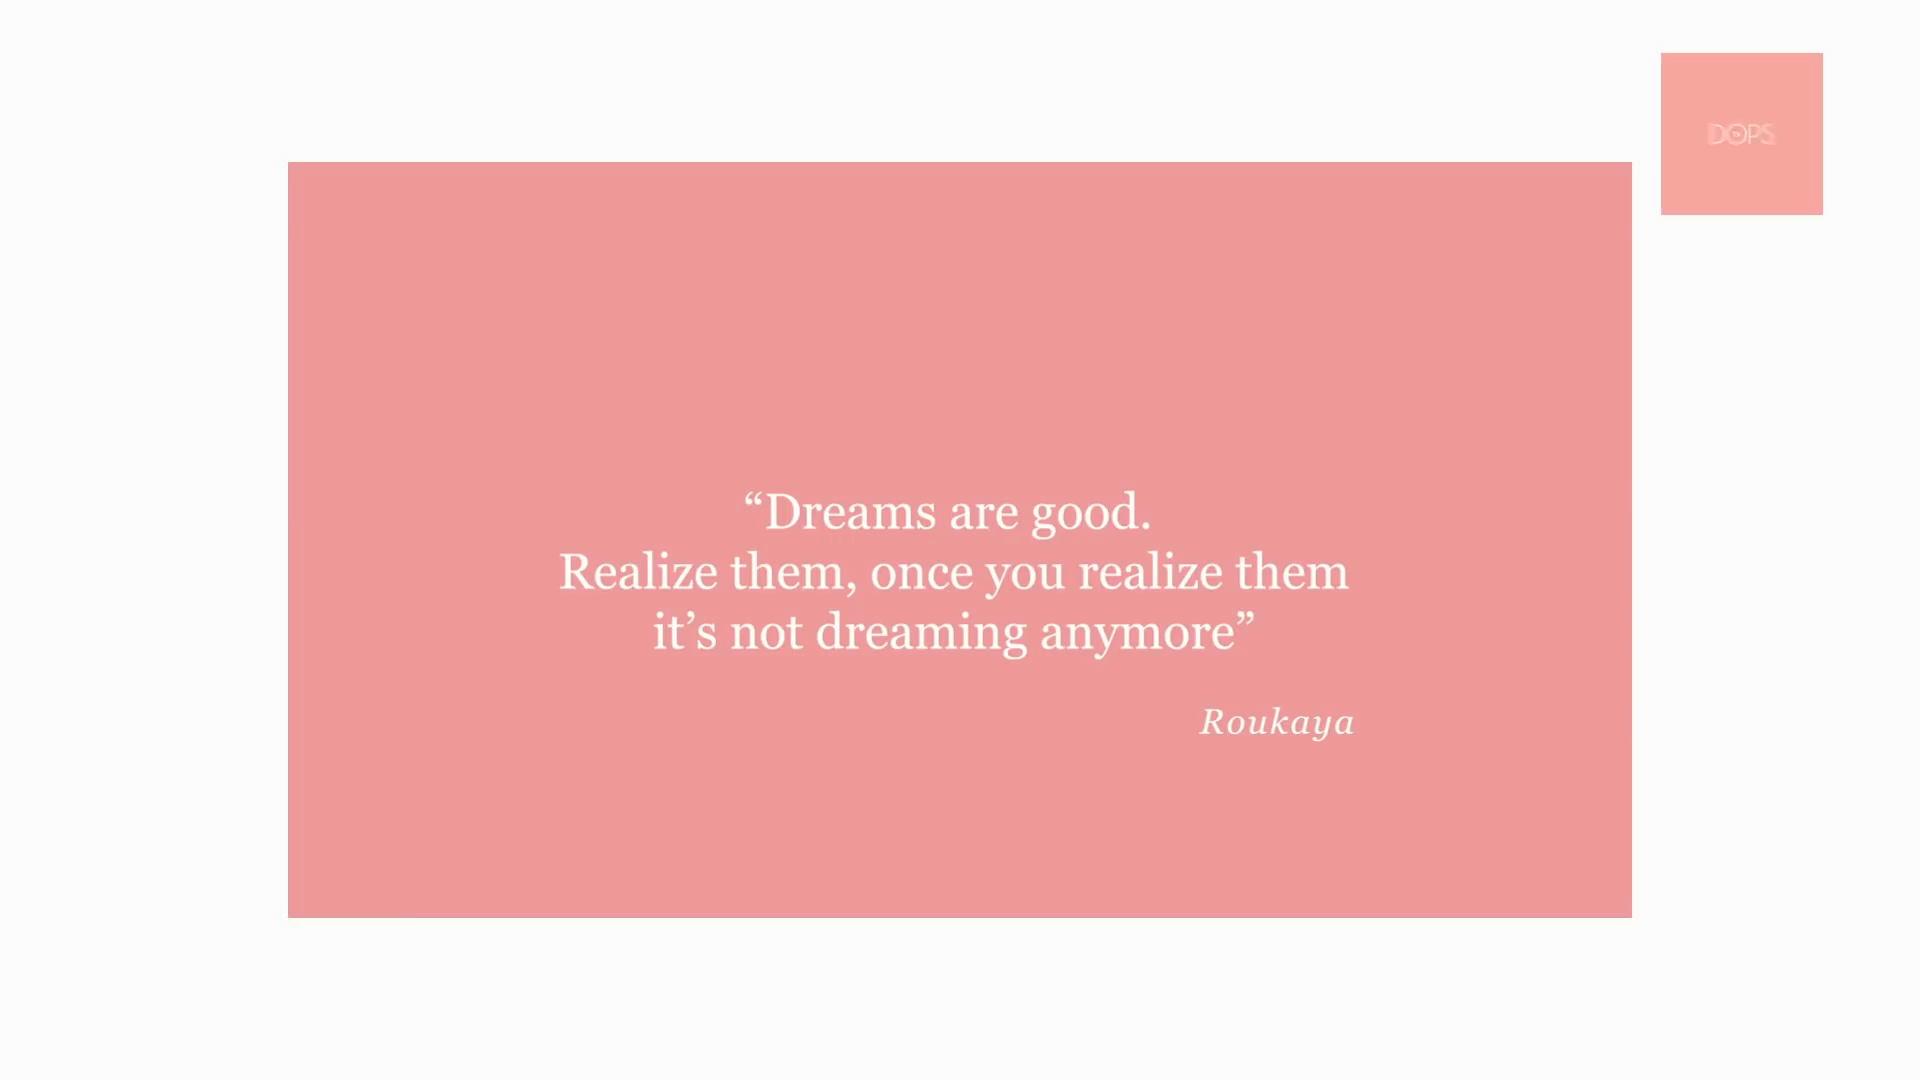 DOPS
“Dreams are good.
Realize them, once you realize them
it’s not dreaming anymore”
Roukaya